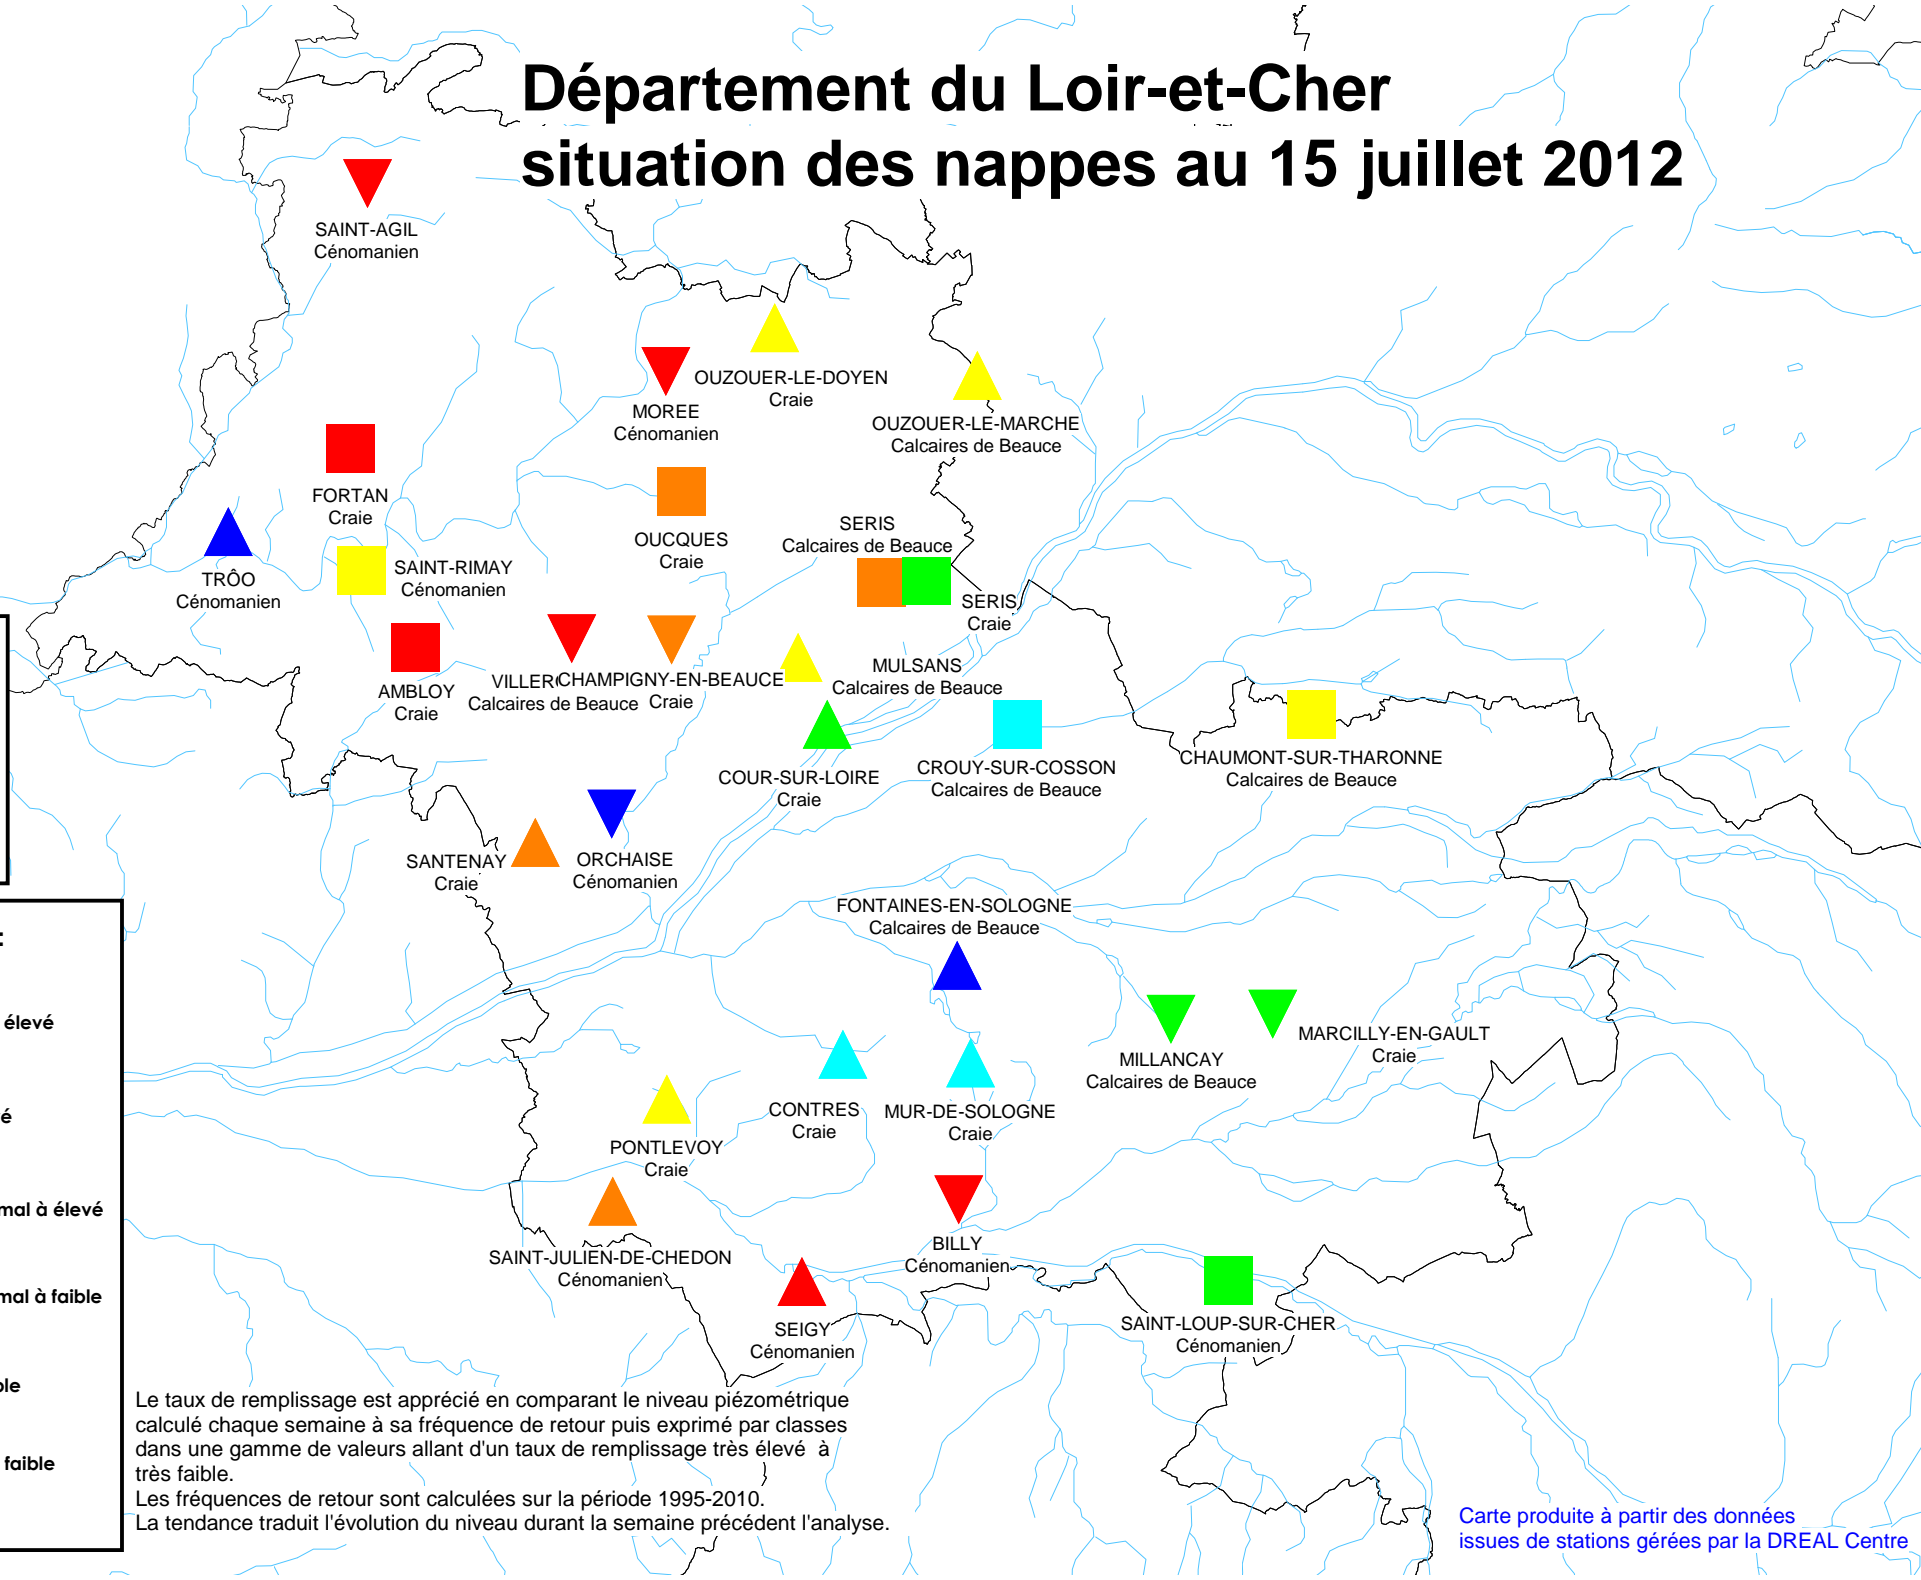 Département du Loir-et-Cher
situation des nappes au 15 juillet 2012
SAINT-AGIL
Cénomanien
OUZOUER-LE-DOYEN
Craie
MOREE
Cénomanien
OUZOUER-LE-MARCHE
Calcaires de Beauce
FORTAN
Craie
OUCQUES
Craie
SERIS
Calcaires de Beauce
TRÔO
Cénomanien
SAINT-RIMAY
Cénomanien
SERIS
Craie
AMBLOY
Craie
CHAMPIGNY-EN-BEAUCE
Calcaires de Beauce
Craie
MULSANS
Calcaires de Beauce
COUR-SUR-LOIRE
Craie
CROUY-SUR-COSSON
Calcaires de Beauce
CHAUMONT-SUR-THARONNE
Calcaires de Beauce
SANTENAY
Craie
ORCHAISE
Cénomanien
FONTAINES-EN-SOLOGNE
Calcaires de Beauce
:
élevé
mal à élevé
mal à faible
faible
MILLANCAY
Calcaires de Beauce
MARCILLY-EN-GAULT
Craie
CONTRES
Craie
MUR-DE-SOLOGNE
Craie
PONTLEVOY
Craie
SAINT-JULIEN-DE-CHEDON
Cénomanien
BILLY
Cénomanien
SEIGY
Cénomanien
SAINT-LOUP-SUR-CHER
Cénomanien
Le taux de remplissage est apprécié en comparant le niveau piézométrique
calculé chaque semaine à sa fréquence de retour puis exprimé par classes
dans une gamme de valeurs allant d'un taux de remplissage très élevé à
très faible.
Les fréquences de retour sont calculées sur la période 1995-2010.
La tendance traduit l'évolution du niveau durant la semaine précédent l'analyse.
Carte produite à partir des données
issues de stations gérées par la DREAL Centre